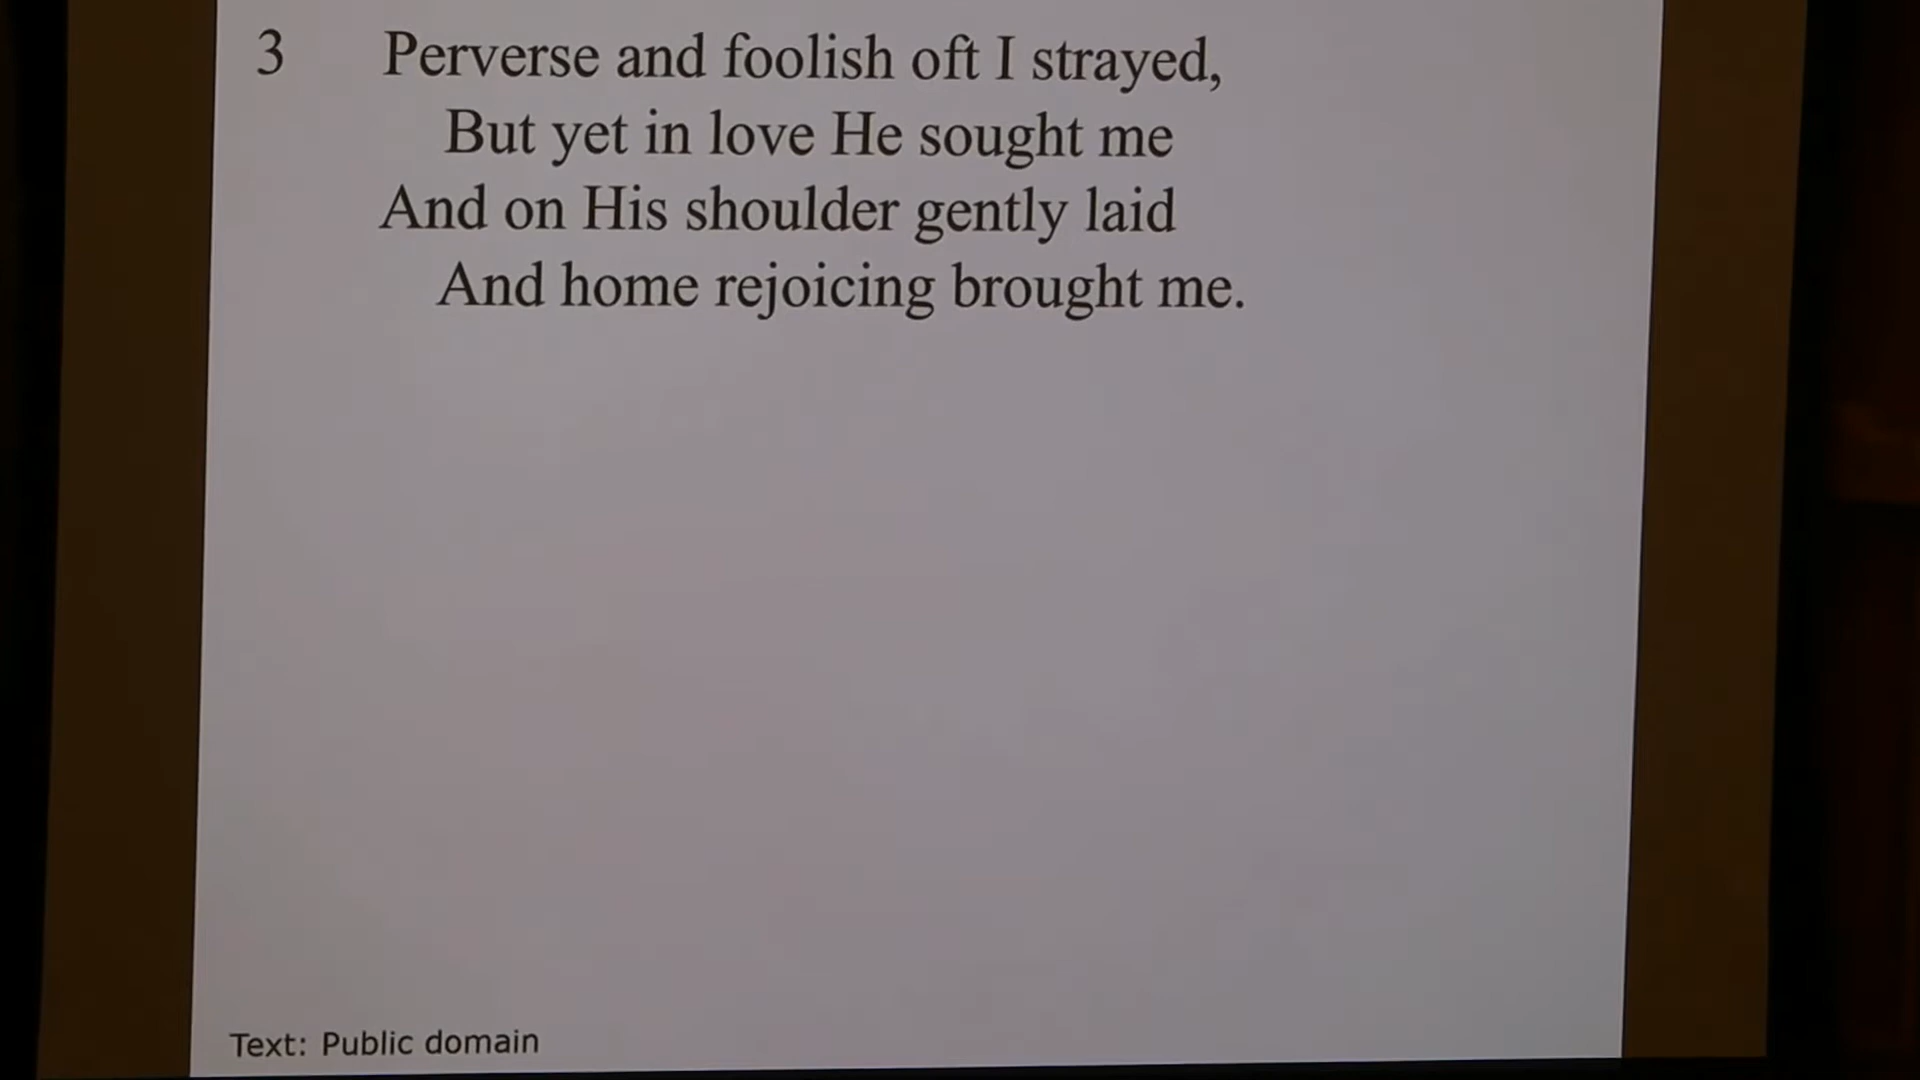 3 Perverse and foolish oft I strayed,
But yet in love He sought me
And on His shoulder gently laid
And home rejoicing brought me.
Text: Public domain